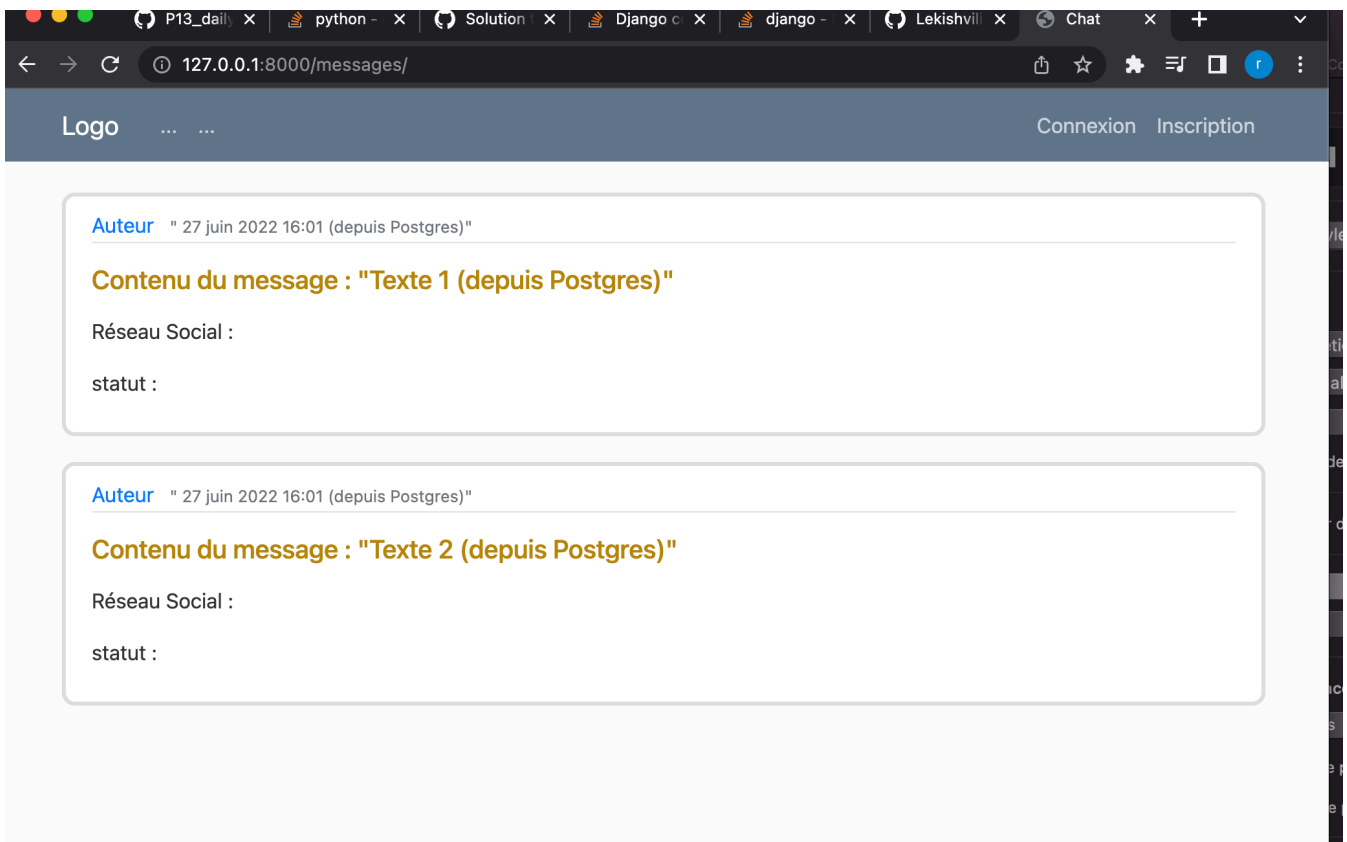 P13_daily
python -
Solution
Django
django -
Lekishvili
Chat
127.0.0.1:8000/messages/
r
Logo ... ... Connexion Inscription
Auteur " 27 juin 2022 16:01 (depuis Postgres)"
Contenu du message : "Texte 1 (depuis Postgres)"
Réseau Social :
statut :
Auteur " 27 juin 2022 16:01 (depuis Postgres)"
Contenu du message : "Texte 2 (depuis Postgres)"
Réseau Social :
statut :